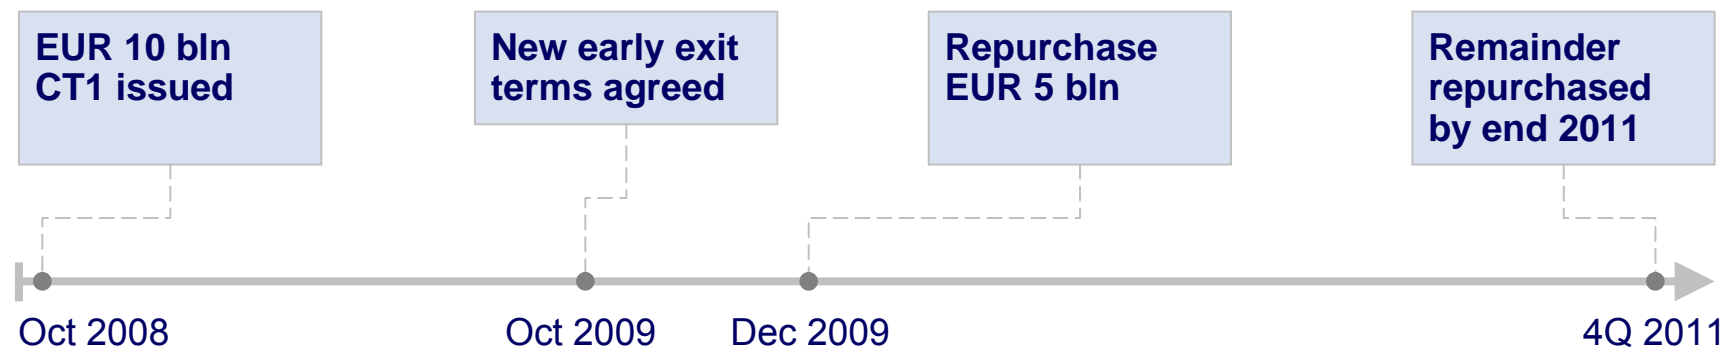 EUR 10 bln
CT1 issued
New early exit
terms agreed
Repurchase
EUR 5 bln
Remainder
repurchased
by end 2011
Oct 2008
Oct 2009
Dec 2009
4Q 2011